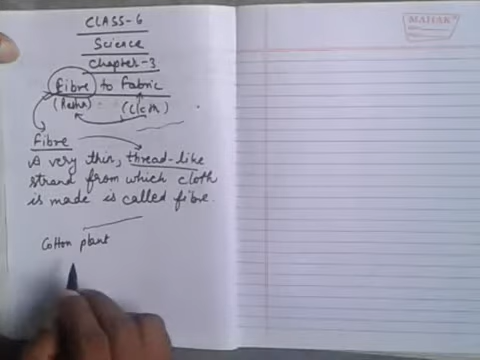 CLASS-6
Science
Chapter-3
Fibre to Fabric
(Resha) (Cloth)
Fibre
A very thin, thread-like
strand from which cloth
is made is called fibre.
Cotton plant
MAHAK